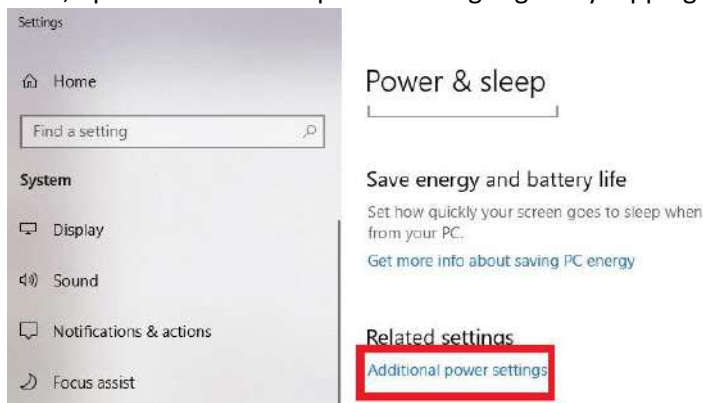 Settings
Home
Find a setting
System
Display
Sound
Notifications & actions
Focus assist
Power & sleep
Save energy and battery life
Set how quickly your screen goes to sleep when
from your PC.
Get more info about saving PC energy
Related settings
Additional power settings